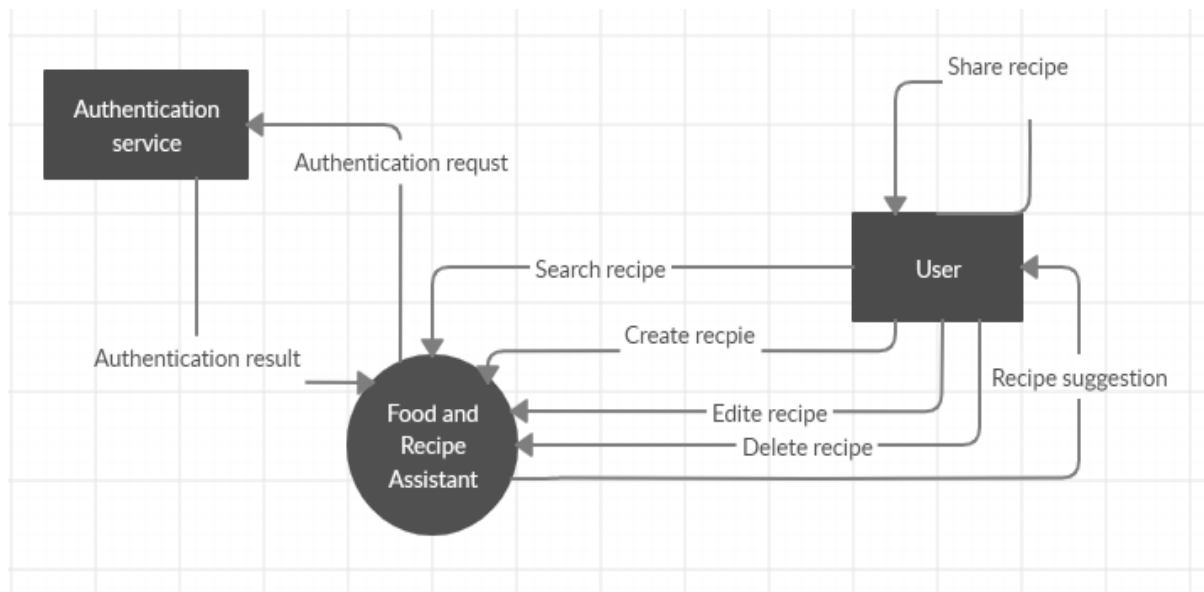 Share recipe
Authentication
service
Authentication requst
Search recipe
User
Create recpie
Authentication result
Recipe suggestion
Food and
Recipe
Assistant
Edite recipe
Delete recipe